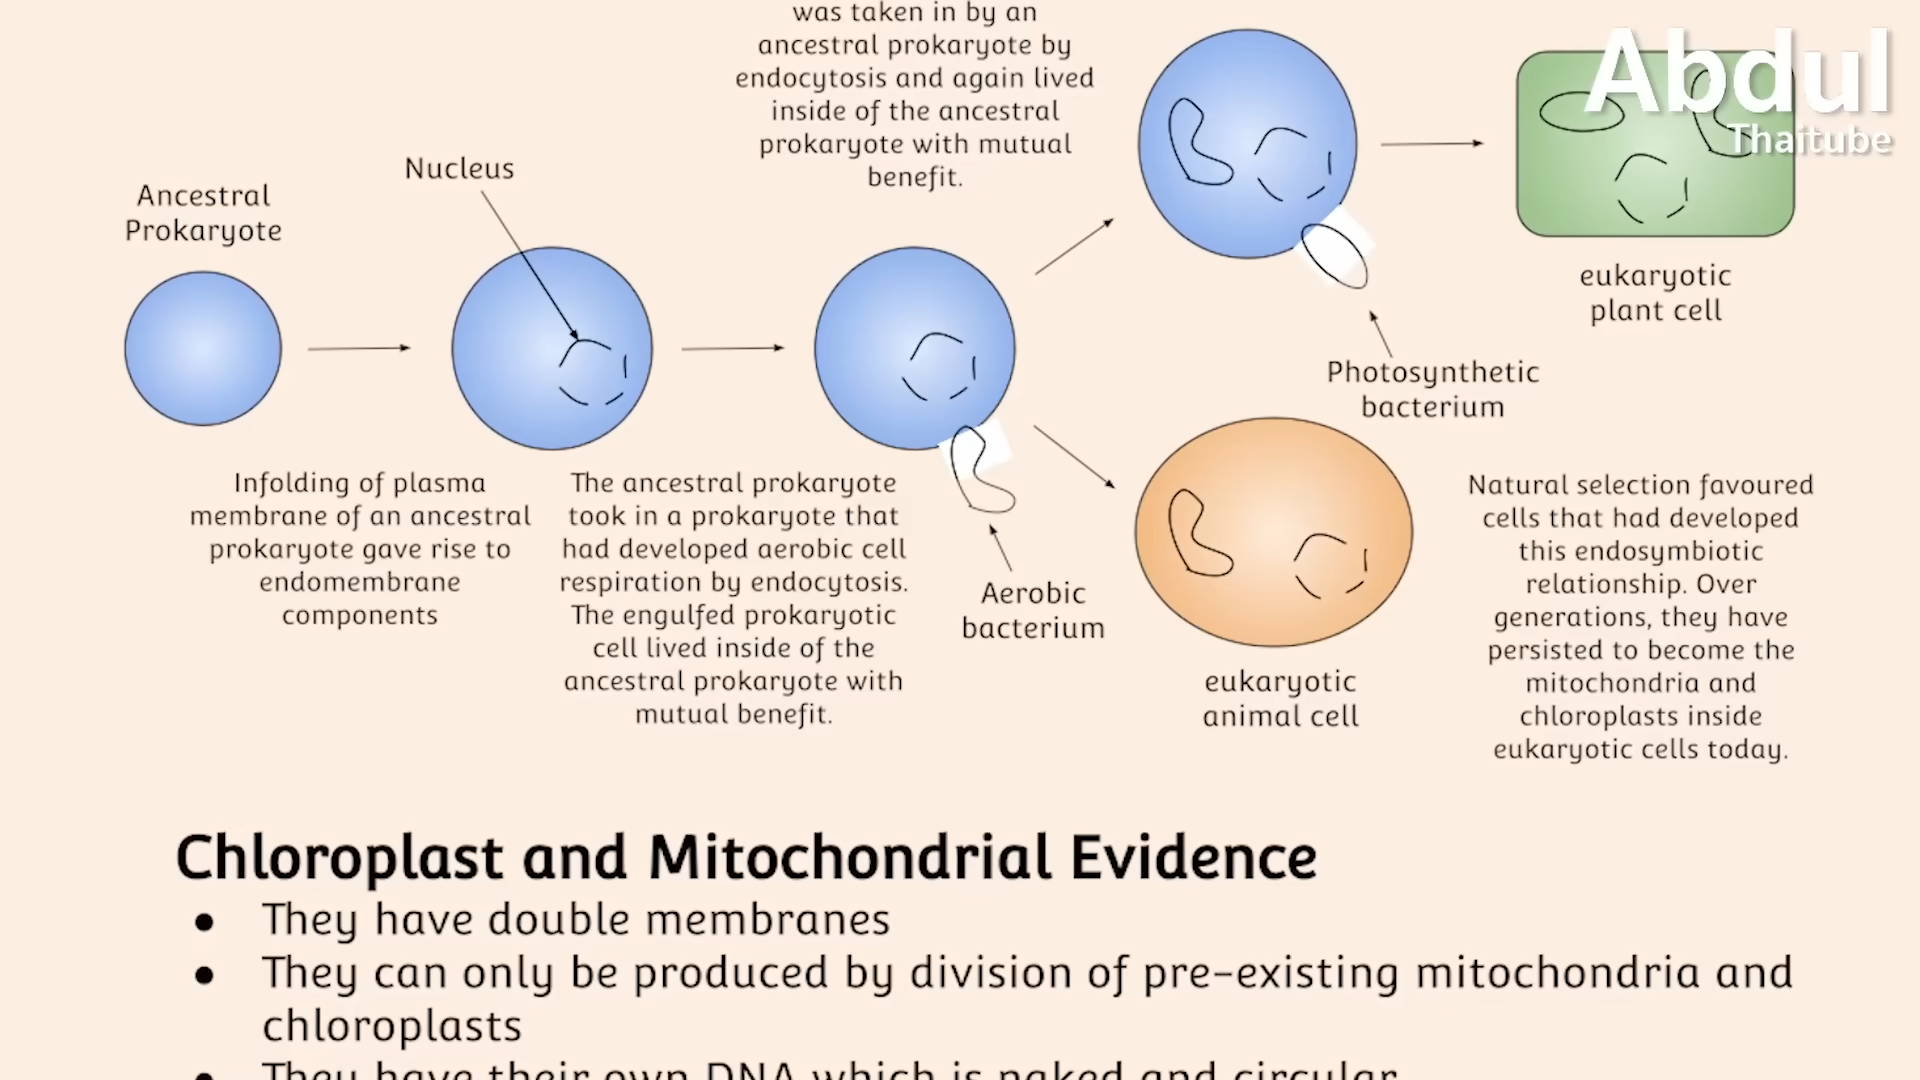 was taken in by an
ancestral prokaryote by
endocytosis and again lived
inside of the ancestral
prokaryote with mutual
benefit.
Abdul
Thaitube
Nucleus
Ancestral
Prokaryote
eukaryotic
plant cell
Photosynthetic
bacterium
Infolding of plasma
membrane of an ancestral
prokaryote gave rise to
endomembrane
components
The ancestral prokaryote
took in a prokaryote that
had developed aerobic cell
respiration by endocytosis.
The engulfed prokaryotic
cell lived inside of the
ancestral prokaryote with
mutual benefit.
Aerobic
bacterium
eukaryotic
animal cell
Natural selection favoured
cells that had developed
this endosymbiotic
relationship. Over
generations, they have
persisted to become the
mitochondria and
chloroplasts inside
eukaryotic cells today.
Chloroplast and Mitochondrial Evidence
• They have double membranes
• They can only be produced by division of pre-existing mitochondria and
chloroplasts
• They have their own DNA which is naked and circular